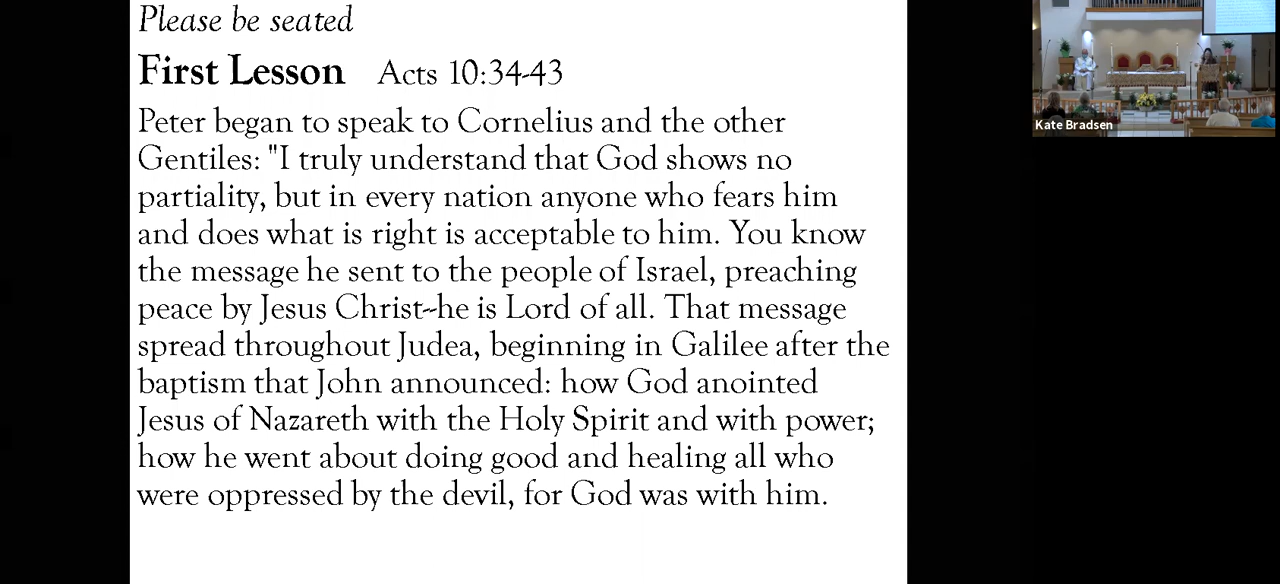 Please be seated
First Lesson Acts 10:34-43
Peter began to speak to Cornelius and the other
Gentiles: "I truly understand that God shows no
partiality, but in every nation anyone who fears him
and does what is right is acceptable to him. You know
the message he sent to the people of Israel, preaching
peace by Jesus Christ--he is Lord of all. That message
spread throughout Judea, beginning in Galilee after the
baptism that John announced: how God anointed
Jesus of Nazareth with the Holy Spirit and with power;
how he went about doing good and healing all who
were oppressed by the devil, for God was with him.
Kate Bradsen